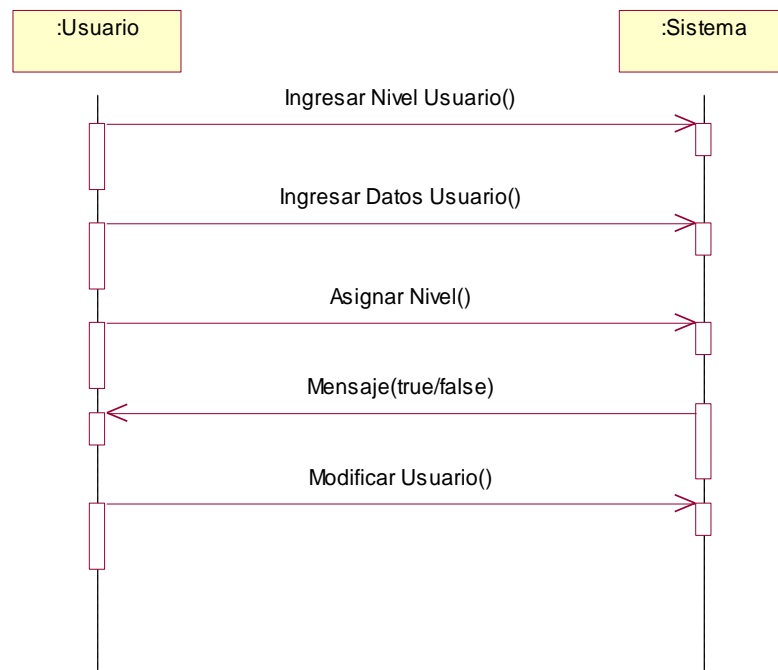 :Usuario
:Sistema
Ingresar Nivel Usuario()
Ingresar Datos Usuario()
Asignar Nivel()
Mensaje(true/false)
Modificar Usuario()